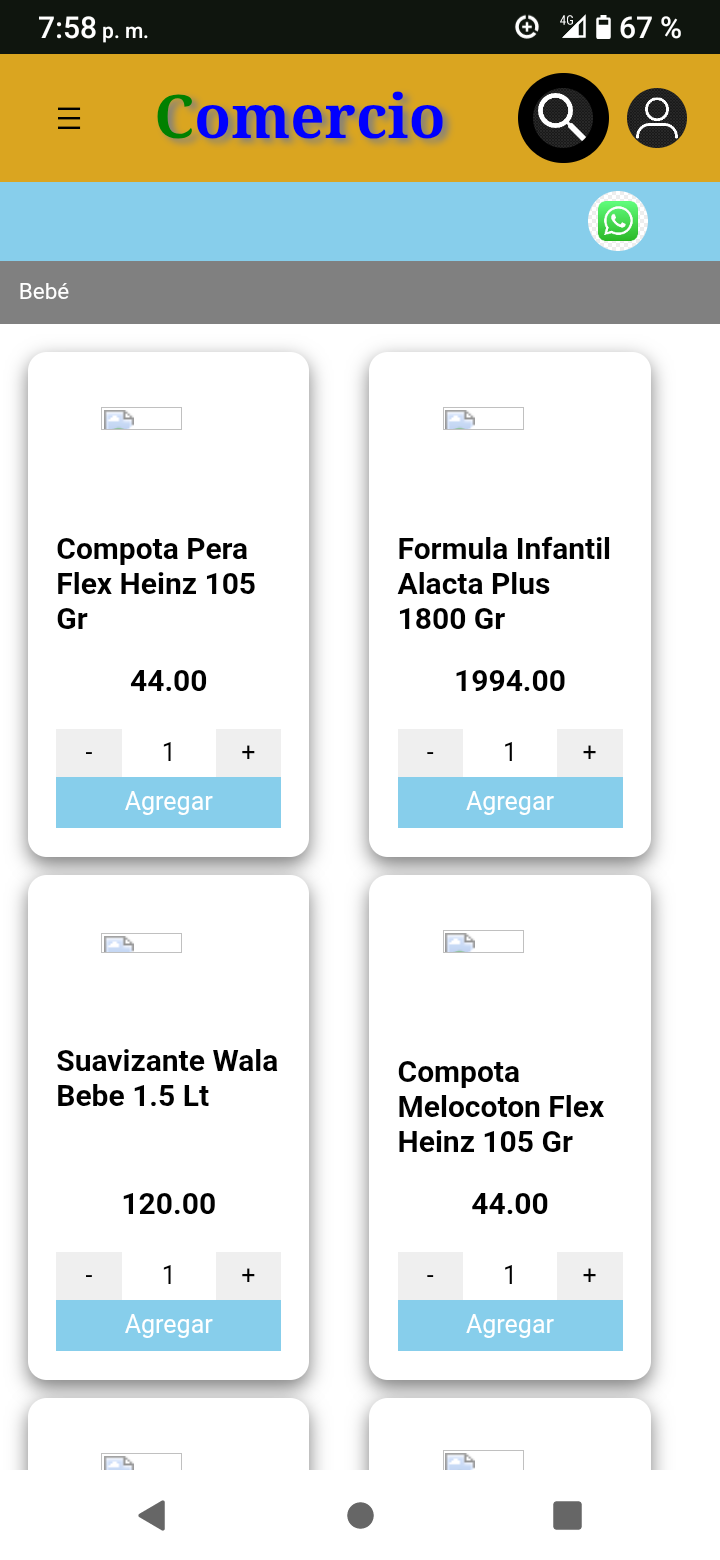 7:58 p. m.
4G
67 %
☰ Comercio
Bebé
Compota Pera
Flex Heinz 105
Gr
44.00
- 1 +
Agregar
Formula Infantil
Alacta Plus
1800 Gr
1994.00
- 1 +
Agregar
Suavizante Wala
Bebe 1.5 Lt
120.00
- 1 +
Agregar
Compota
Melocoton Flex
Heinz 105 Gr
44.00
- 1 +
Agregar